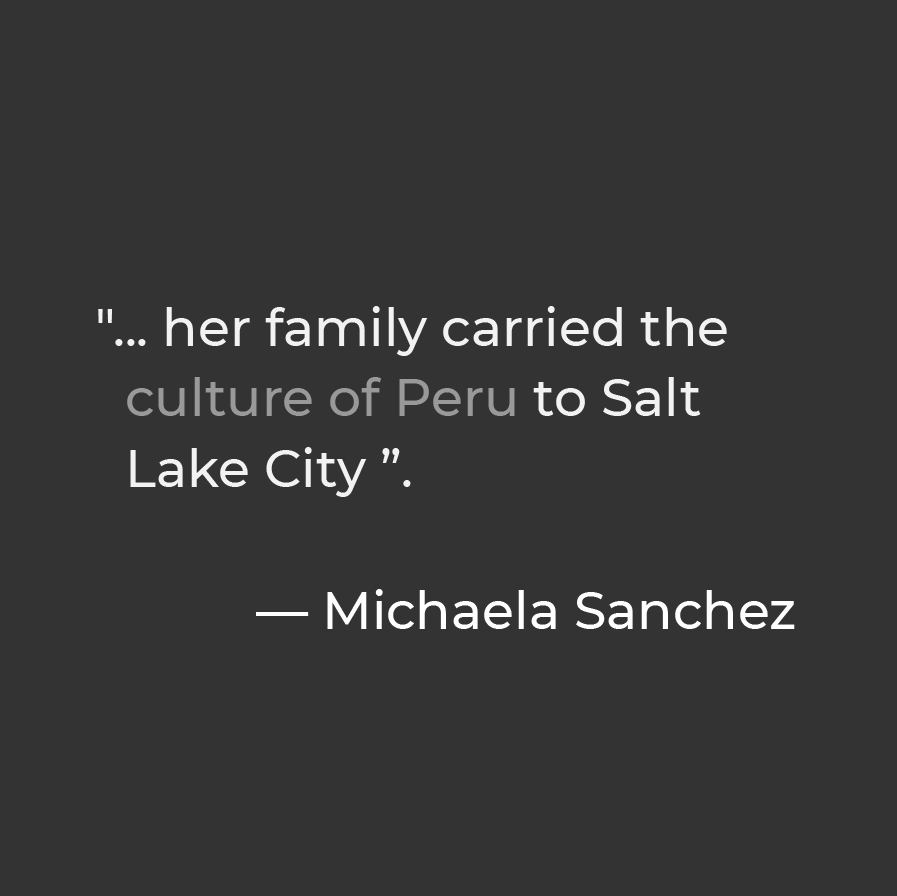 "... her family carried the
culture of Peru to Salt
Lake City ”.
— Michaela Sanchez